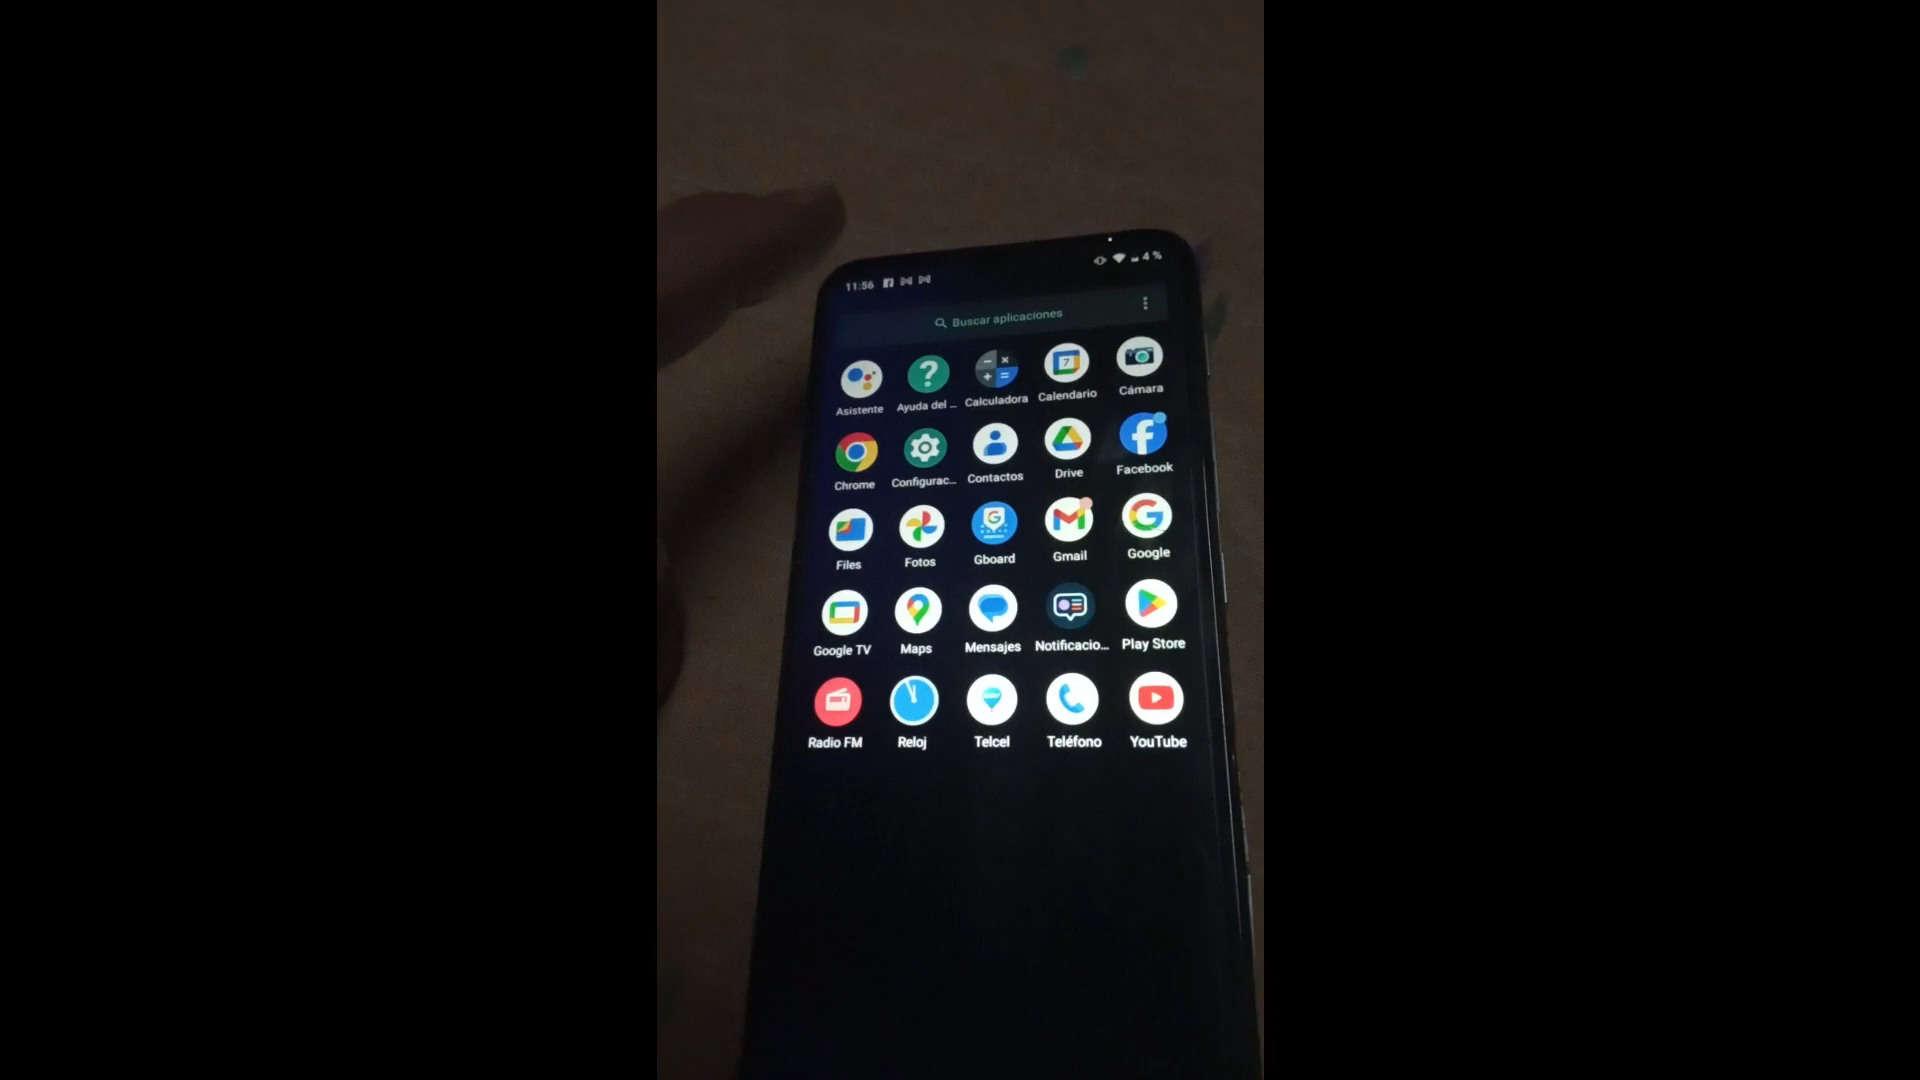 11:56 4 %
Buscar aplicaciones
Asistente Ayuda del ... Calculadora Calendario Cámara
Chrome Configurac... Contactos Drive Facebook
Files Fotos Gboard Gmail Google
Google TV Maps Mensajes Notificacio... Play Store
Radio FM Reloj Telcel Teléfono YouTube